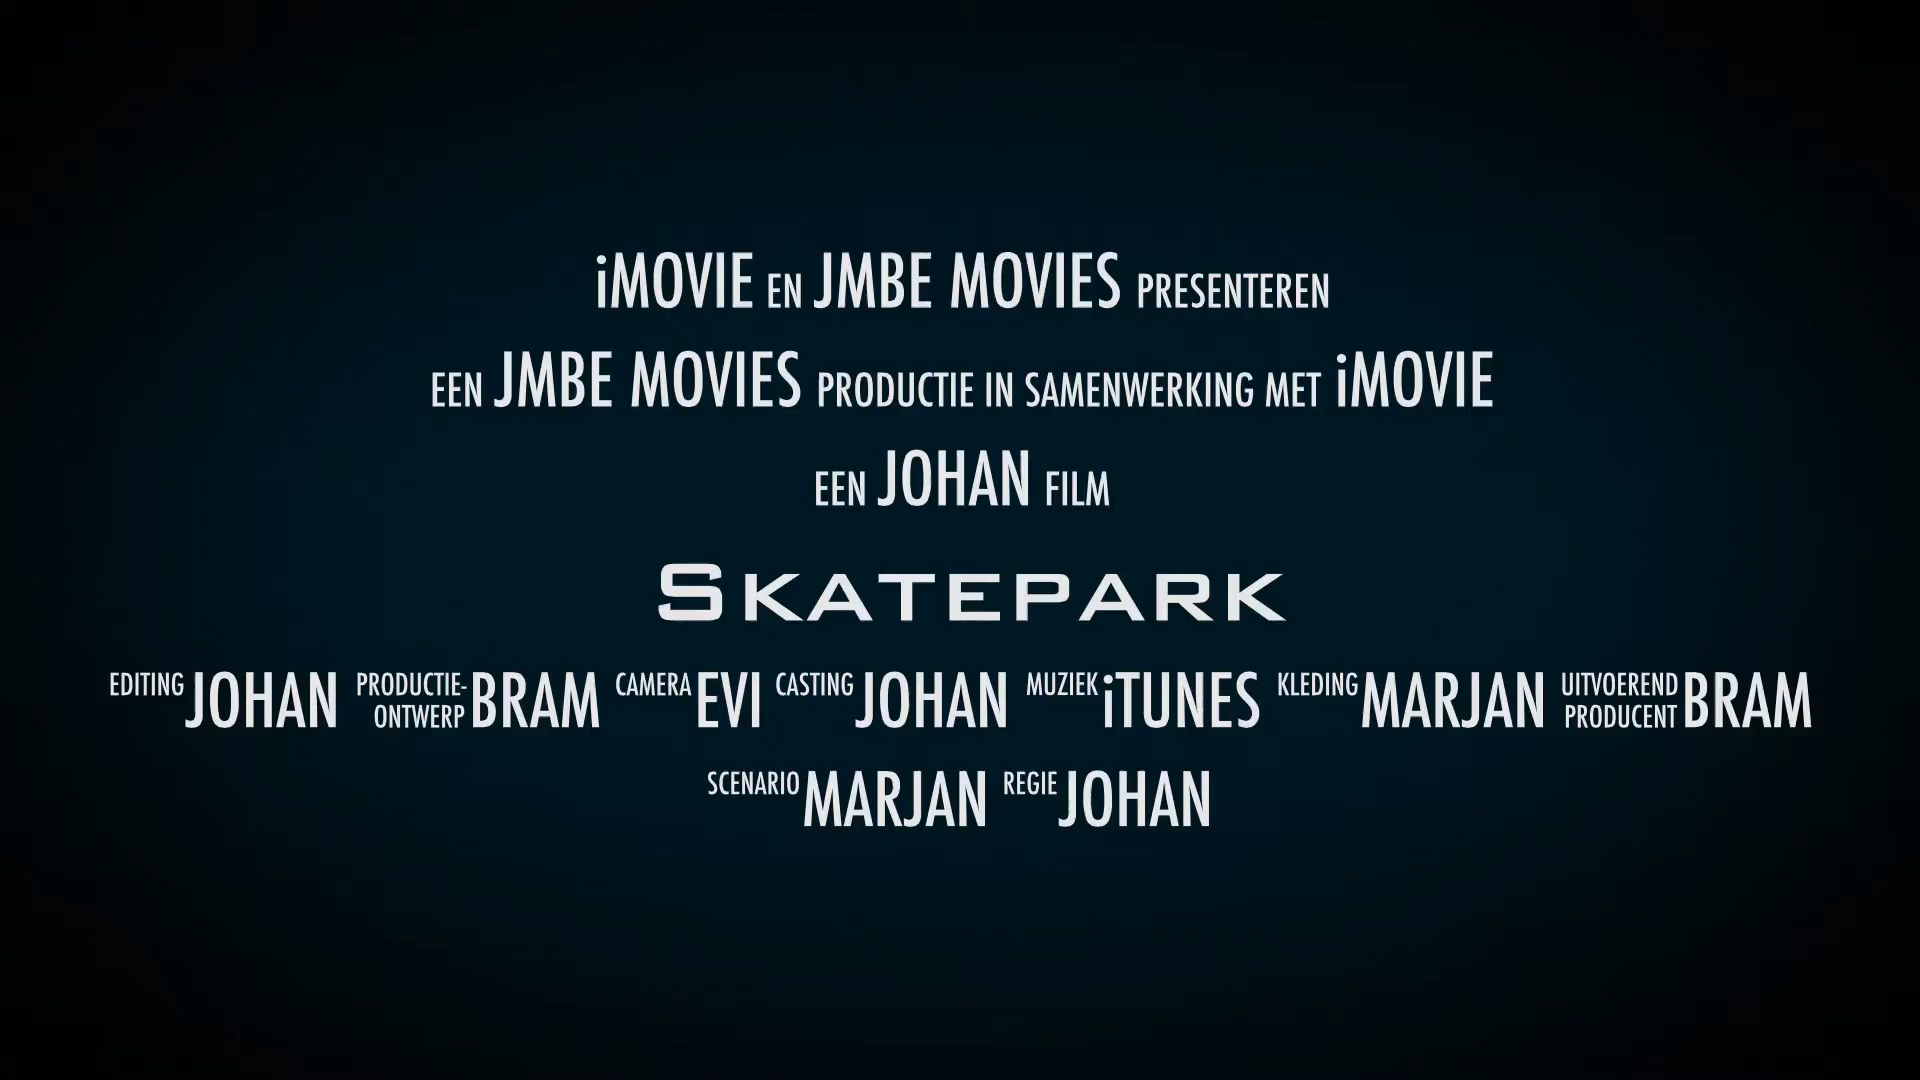 iMOVIE EN JMBE MOVIES PRESENTEREN
EEN JMBE MOVIES PRODUCTIE IN SAMENWERKING MET iMOVIE
EEN JOHAN FILM
SKATEPARK
EDITING JOHAN PRODUCTIE-ONTWERP BRAM CAMERA EVI CASTING JOHAN MUZIEK iTUNES KLEDING MARJAN UITVOEREND PRODUCENT BRAM
SCENARIO MARJAN REGIE JOHAN